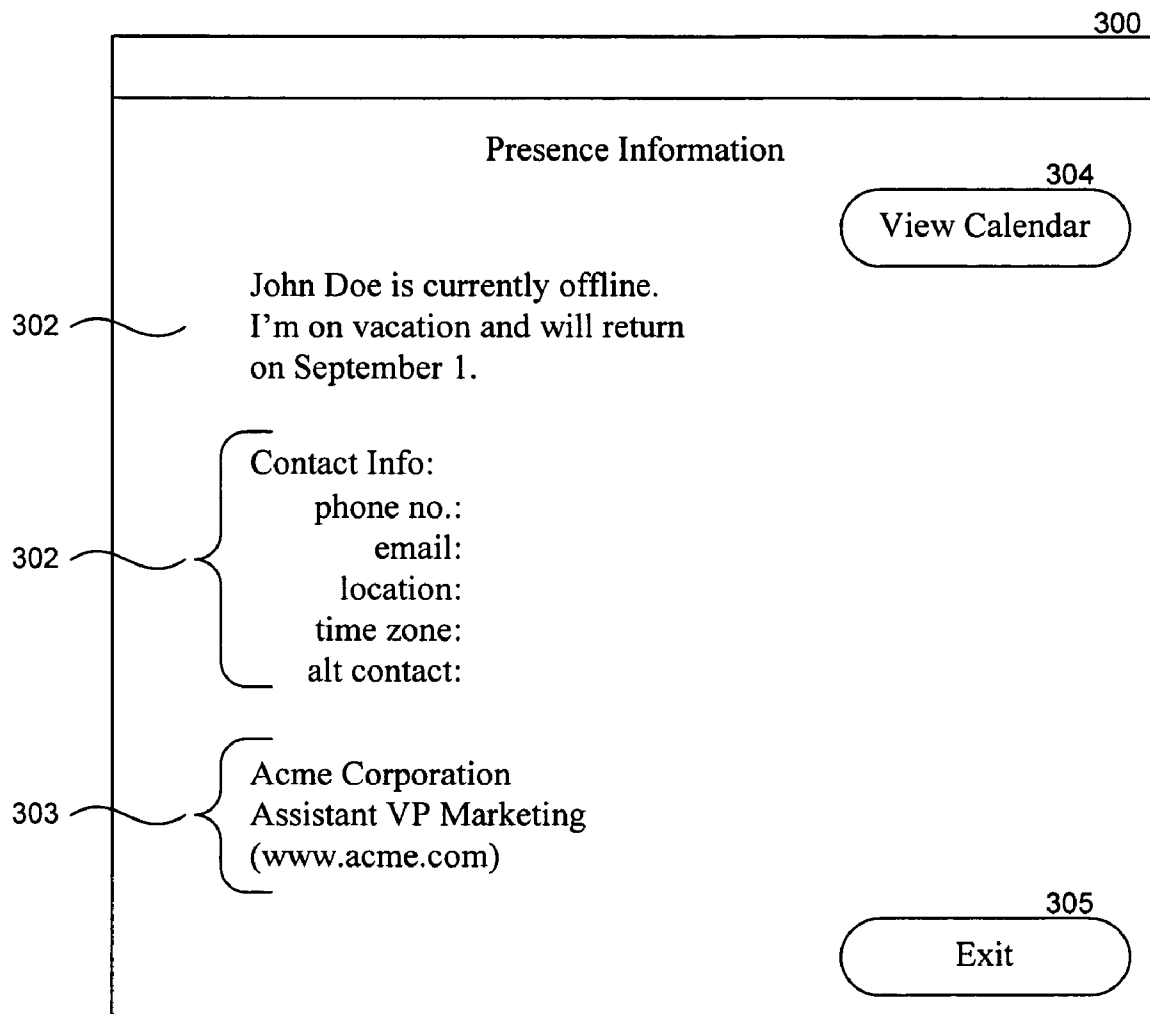 300
Presence Information
304
View Calendar
John Doe is currently offline.
302 I'm on vacation and will return
on September 1.
Contact Info:
phone no.:
302 email:
location:
time zone:
alt contact:
Acme Corporation
303 Assistant VP Marketing
(www.acme.com)
305
Exit